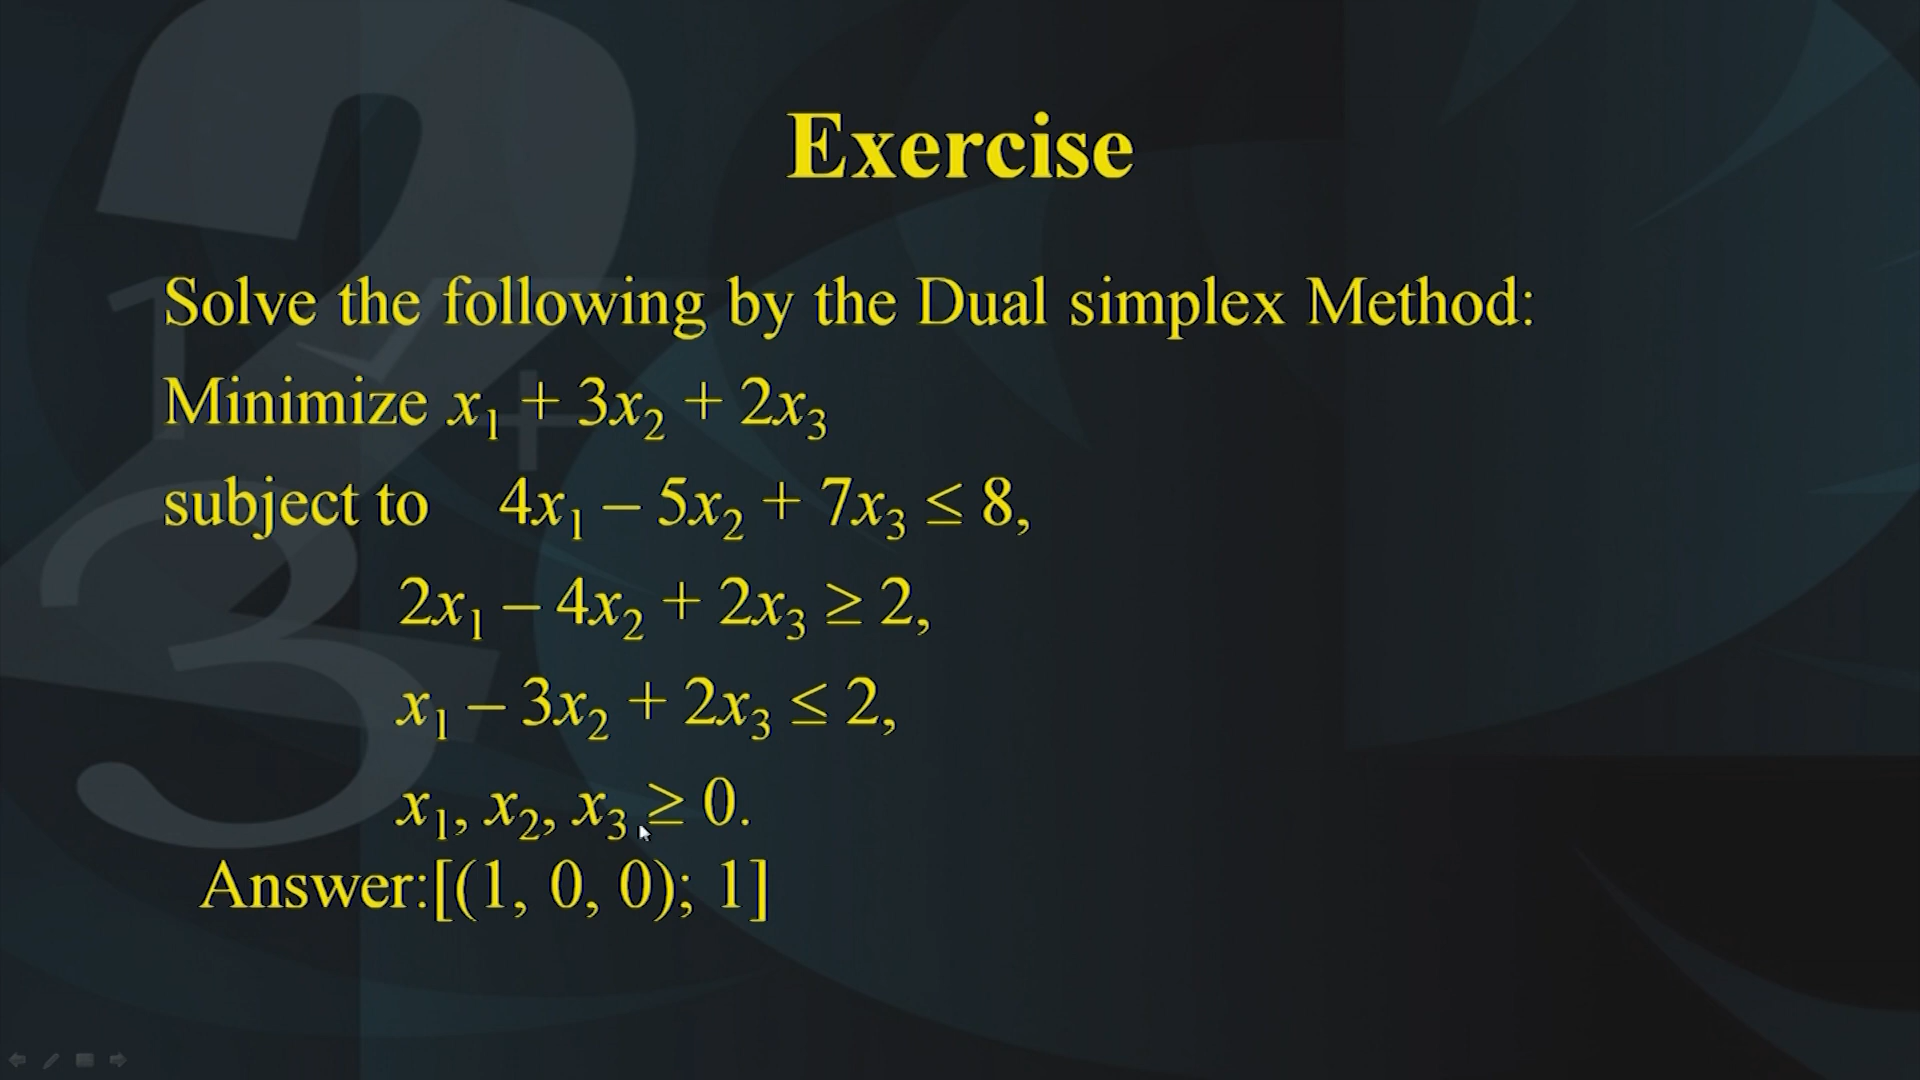 Exercise
Solve the following by the Dual simplex Method:
Minimize x₁ + 3x₂ + 2x₃
subject to 4x₁ – 5x₂ + 7x₃ ≤ 8,
2x₁ – 4x₂ + 2x₃ ≥ 2,
x₁ – 3x₂ + 2x₃ ≤ 2,
x₁, x₂, x₃ ≥ 0.
Answer:[(1, 0, 0); 1]